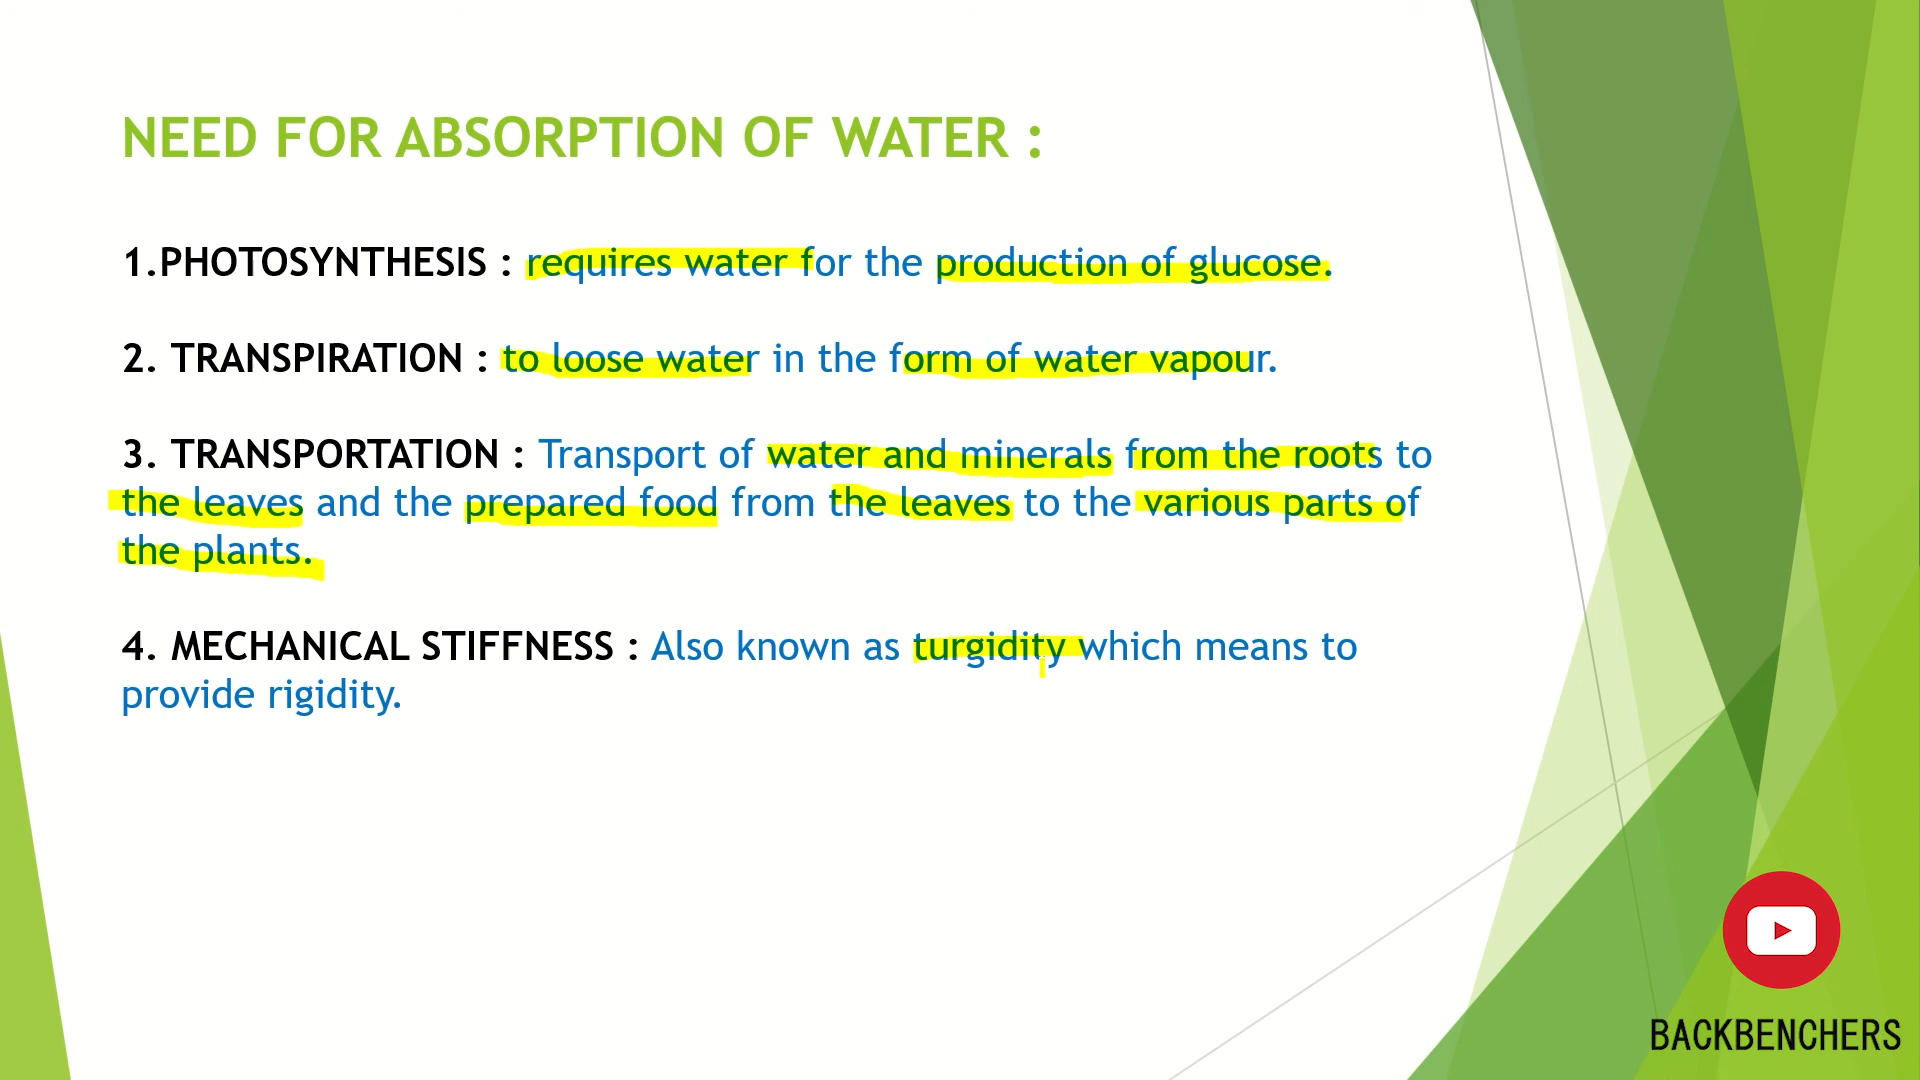 NEED FOR ABSORPTION OF WATER :
1.PHOTOSYNTHESIS : requires water for the production of glucose.
2. TRANSPIRATION : to loose water in the form of water vapour.
3. TRANSPORTATION : Transport of water and minerals from the roots to
the leaves and the prepared food from the leaves to the various parts of
the plants.
4. MECHANICAL STIFFNESS : Also known as turgidity which means to
provide rigidity.
BACKBENCHERS